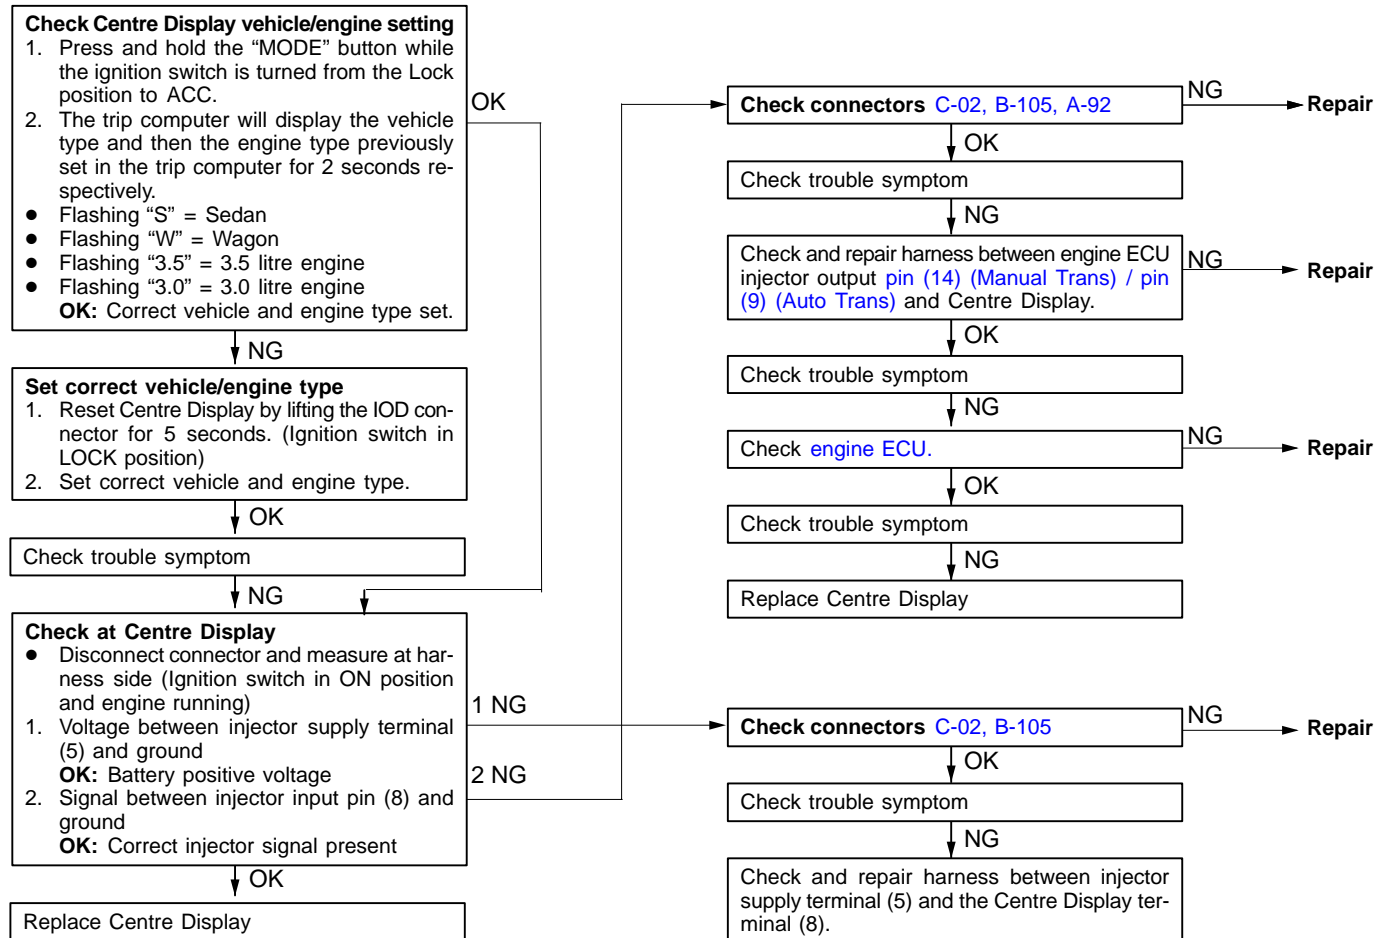 Check Centre Display vehicle/engine setting
1. Press and hold the “MODE” button while
the ignition switch is turned from the Lock
position to ACC.
2. The trip computer will display the vehicle
type and then the engine type previously
set in the trip computer for 2 seconds re-
spectively.
● Flashing “S” = Sedan
● Flashing “W” = Wagon
● Flashing “3.5” = 3.5 litre engine
● Flashing “3.0” = 3.0 litre engine
OK: Correct vehicle and engine type set.
OK
NG
Set correct vehicle/engine type
1. Reset Centre Display by lifting the IOD con-
nector for 5 seconds. (Ignition switch in
LOCK position)
2. Set correct vehicle and engine type.
OK
Check trouble symptom
NG
Check at Centre Display
● Disconnect connector and measure at har-
ness side (Ignition switch in ON position
and engine running)
1. Voltage between injector supply terminal
(5) and ground
OK: Battery positive voltage
2. Signal between injector input pin (8) and
ground
OK: Correct injector signal present
1 NG
2 NG
OK
Replace Centre Display
Check connectors C-02, B-105, A-92
NG
Repair
OK
Check trouble symptom
NG
Check and repair harness between engine ECU
injector output pin (14) (Manual Trans) / pin
(9) (Auto Trans) and Centre Display.
NG
Repair
OK
Check trouble symptom
NG
Check engine ECU.
NG
Repair
OK
Check trouble symptom
NG
Replace Centre Display
Check connectors C-02, B-105
NG
Repair
OK
Check trouble symptom
NG
Check and repair harness between injector
supply terminal (5) and the Centre Display ter-
minal (8).